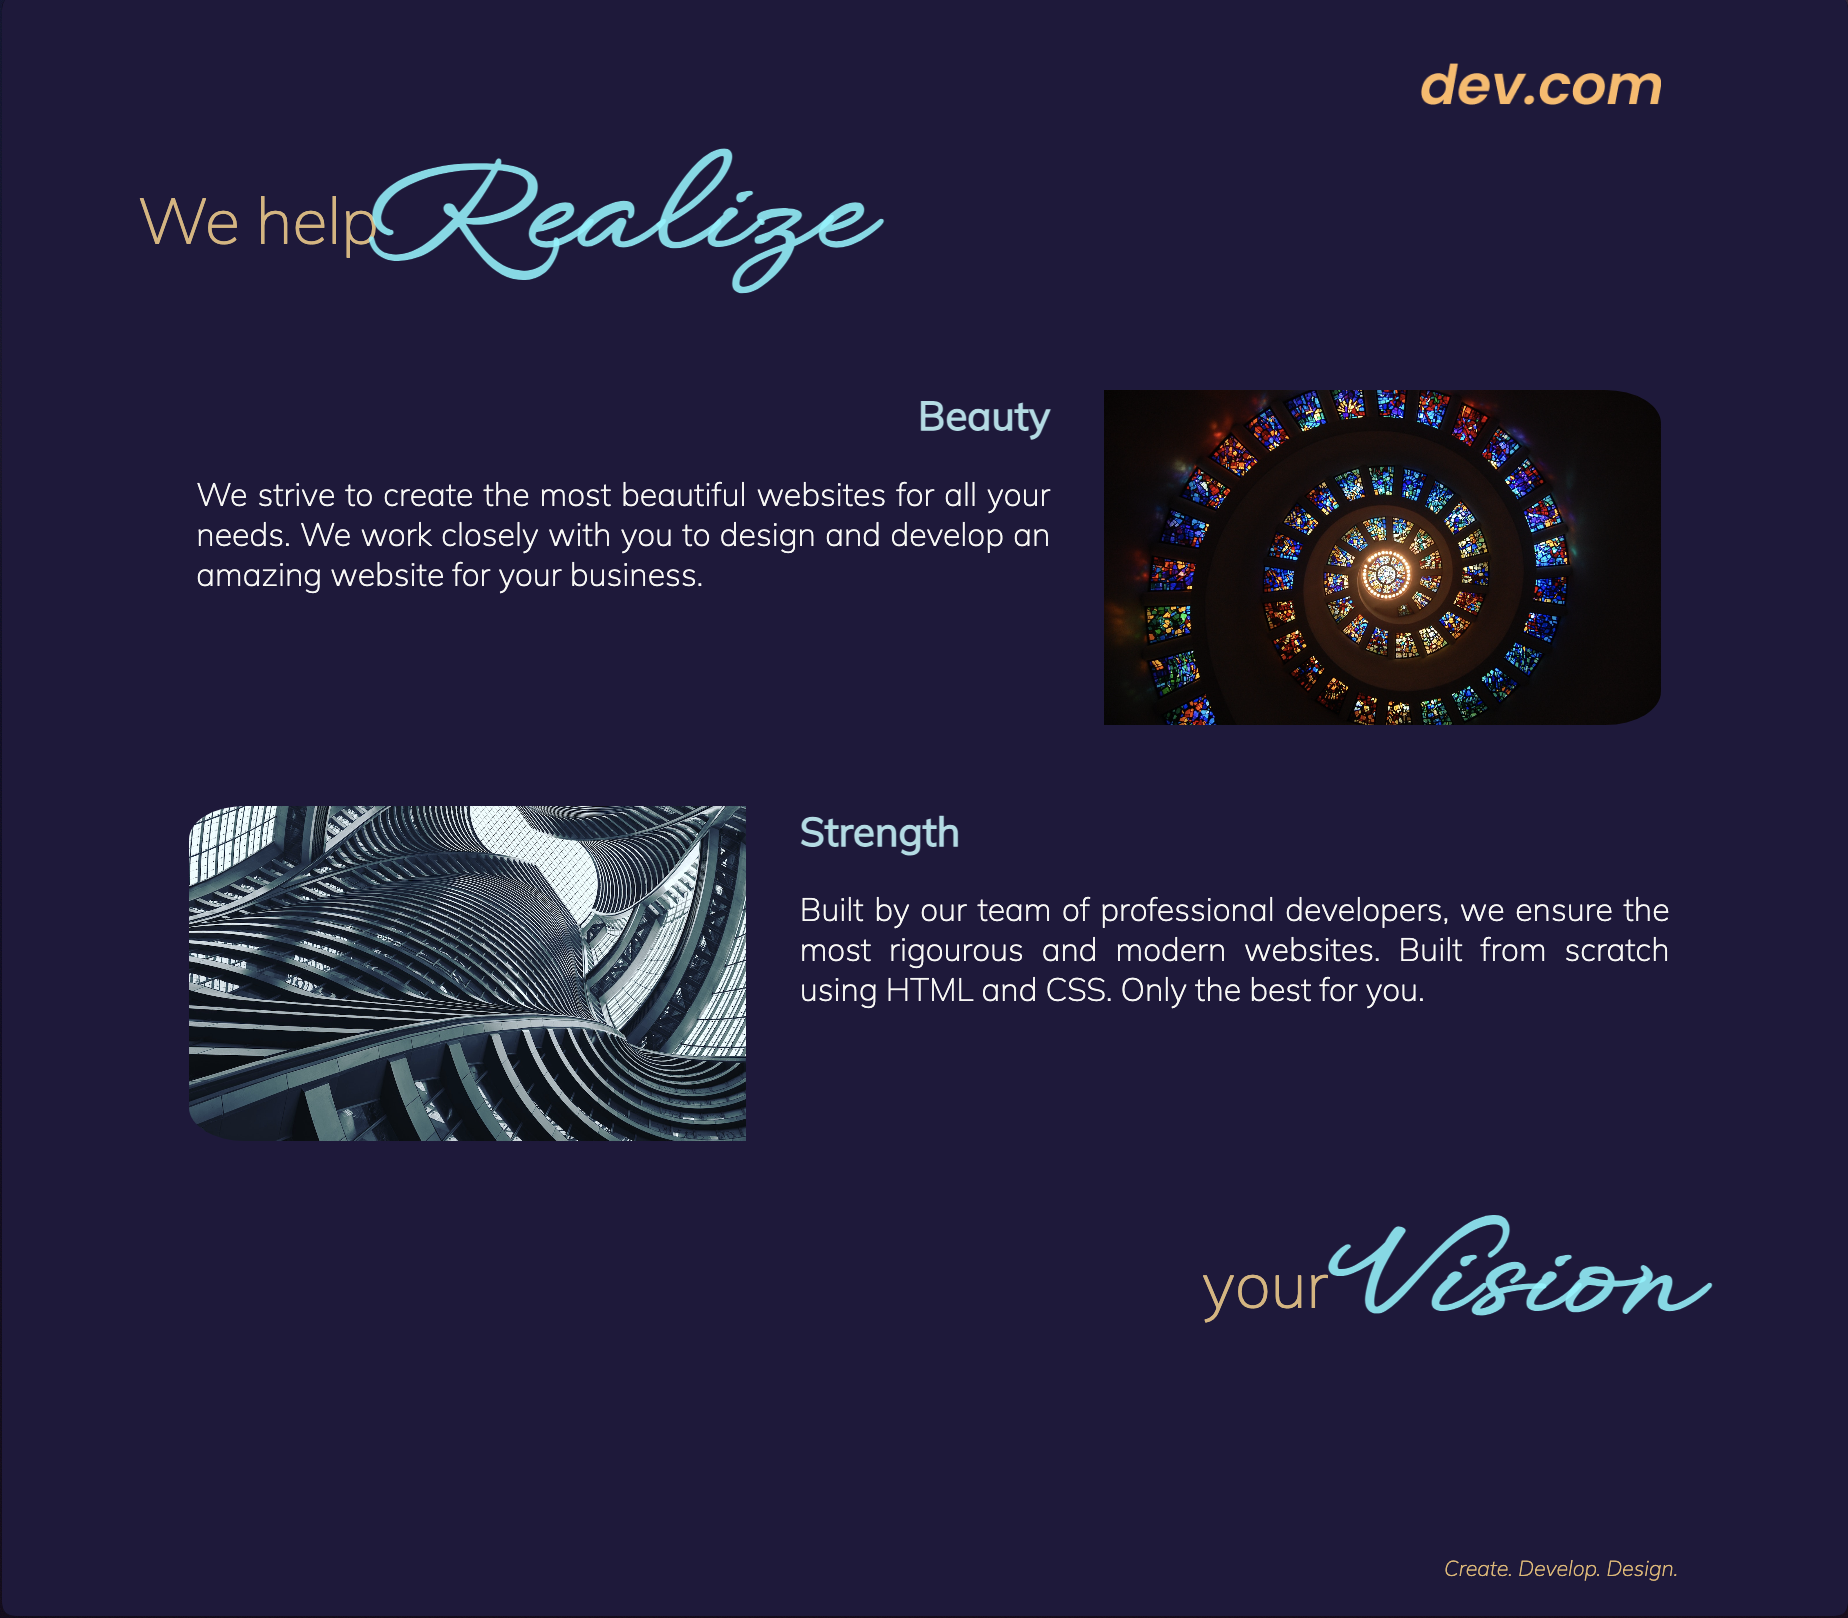 dev.com
We help Realize
Beauty
We strive to create the most beautiful websites for all your
needs. We work closely with you to design and develop an
amazing website for your business.
Strength
Built by our team of professional developers, we ensure the
most rigourous and modern websites. Built from scratch
using HTML and CSS. Only the best for you.
your Vision
Create. Develop. Design.